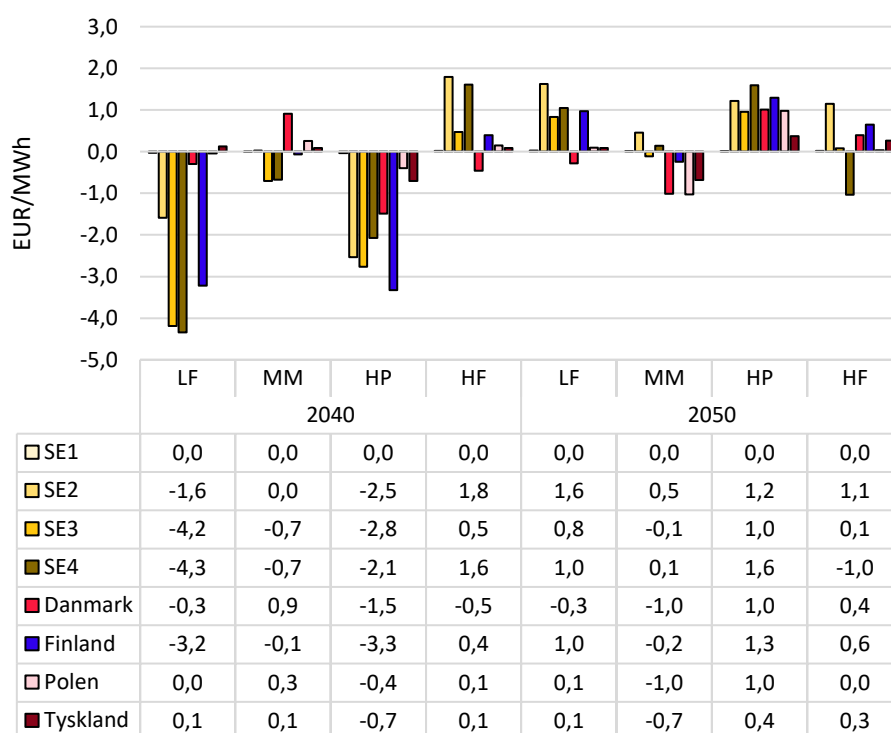 3,0
2,0
1,0
0,0
-1,0
-2,0
-3,0
-4,0
-5,0
EUR/MWh
LF MM HP HF LF MM HP HF
2040 2050
SE1 0,0 0,0 0,0 0,0 0,0 0,0 0,0 0,0
SE2 -1,6 0,0 -2,5 1,8 1,6 0,5 1,2 1,1
SE3 -4,2 -0,7 -2,8 0,5 0,8 -0,1 1,0 0,1
SE4 -4,3 -0,7 -2,1 1,6 1,0 0,1 1,6 -1,0
Danmark -0,3 0,9 -1,5 -0,5 -0,3 -1,0 1,0 0,4
Finland -3,2 -0,1 -3,3 0,4 1,0 -0,2 1,3 0,6
Polen 0,0 0,3 -0,4 0,1 0,1 -1,0 1,0 0,0
Tyskland 0,1 0,1 -0,7 0,1 0,1 -0,7 0,4 0,3